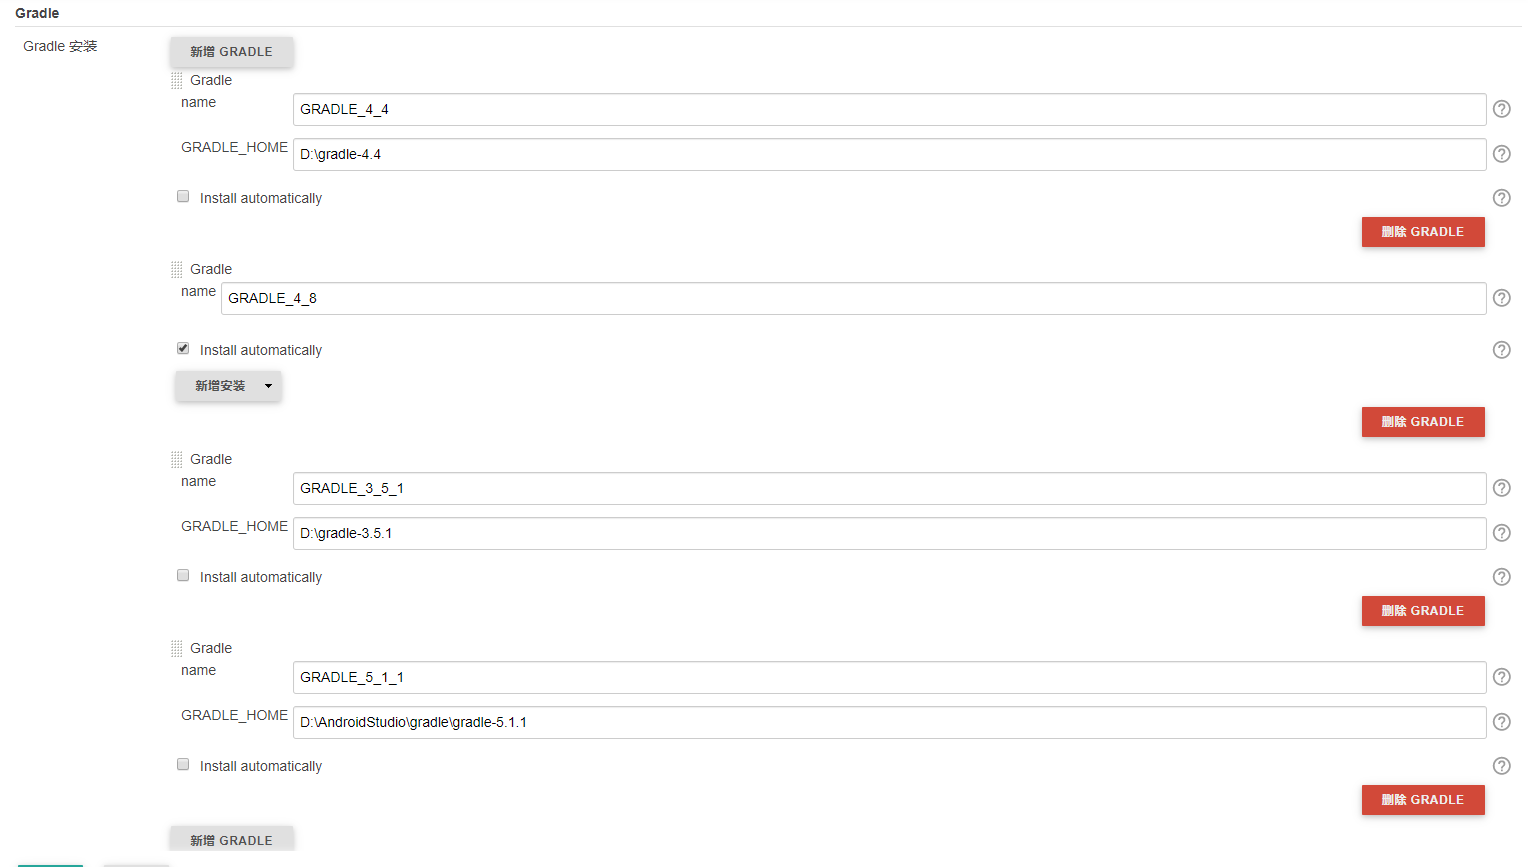 Gradle
Gradle 安装
新增 GRADLE
Gradle
name
GRADLE_4_4
GRADLE_HOME
D:\gradle-4.4
Install automatically
删除 GRADLE
Gradle
name
GRADLE_4_8
Install automatically
新增安装
删除 GRADLE
Gradle
name
GRADLE_3_5_1
GRADLE_HOME
D:\gradle-3.5.1
Install automatically
删除 GRADLE
Gradle
name
GRADLE_5_1_1
GRADLE_HOME
D:\AndroidStudio\gradle\gradle-5.1.1
Install automatically
删除 GRADLE
新增 GRADLE